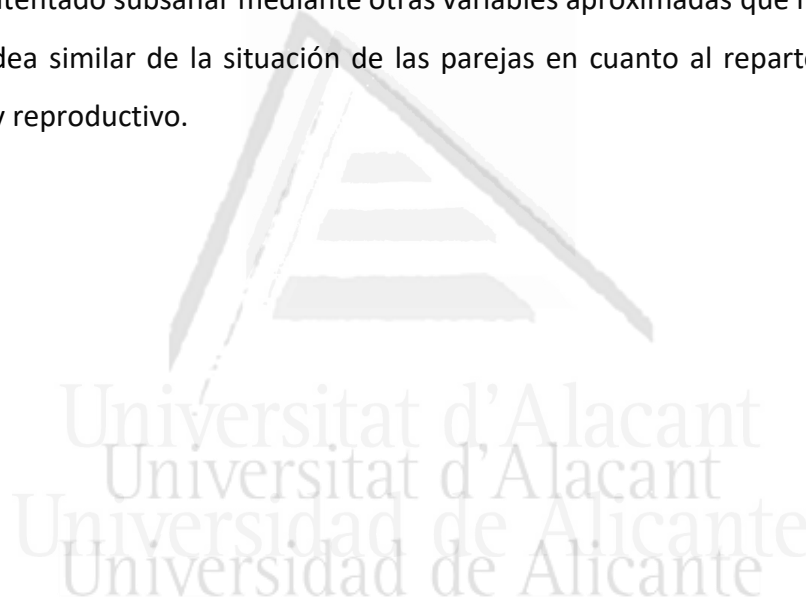 intentado subsanar mediante otras variables aproximadas que
idea similar de la situación de las parejas en cuanto al
y reproductivo.
Universitat d'Alacant
Universitat d'Alacant
Universidad de Alicante
Universidad de Alicante